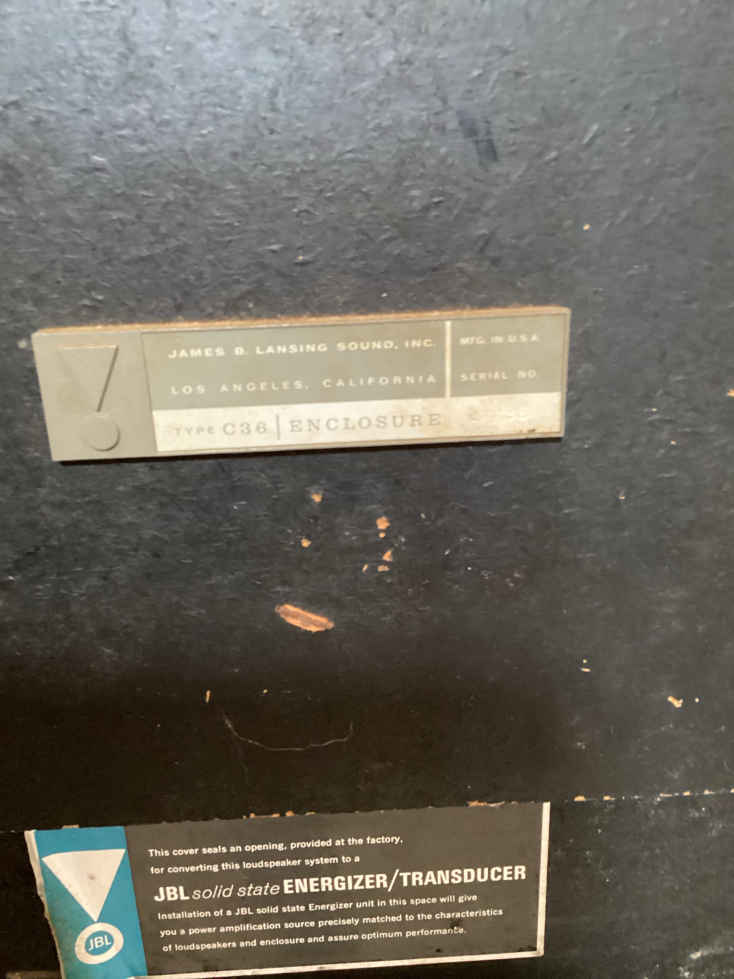 JAMES B. LANSING SOUND, INC.
MFG. IN U.S.A.
LOS ANGELES, CALIFORNIA
SERIAL NO.
TYPE C36 | ENCLOSURE
This cover seals an opening, provided at the factory,
for converting this loudspeaker system to a
JBL solid state ENERGIZER/TRANSDUCER
Installation of a JBL solid state Energizer unit in this space will give
you a power amplification source precisely matched to the characteristics
of loudspeakers and enclosure and assure optimum performance.
JBL